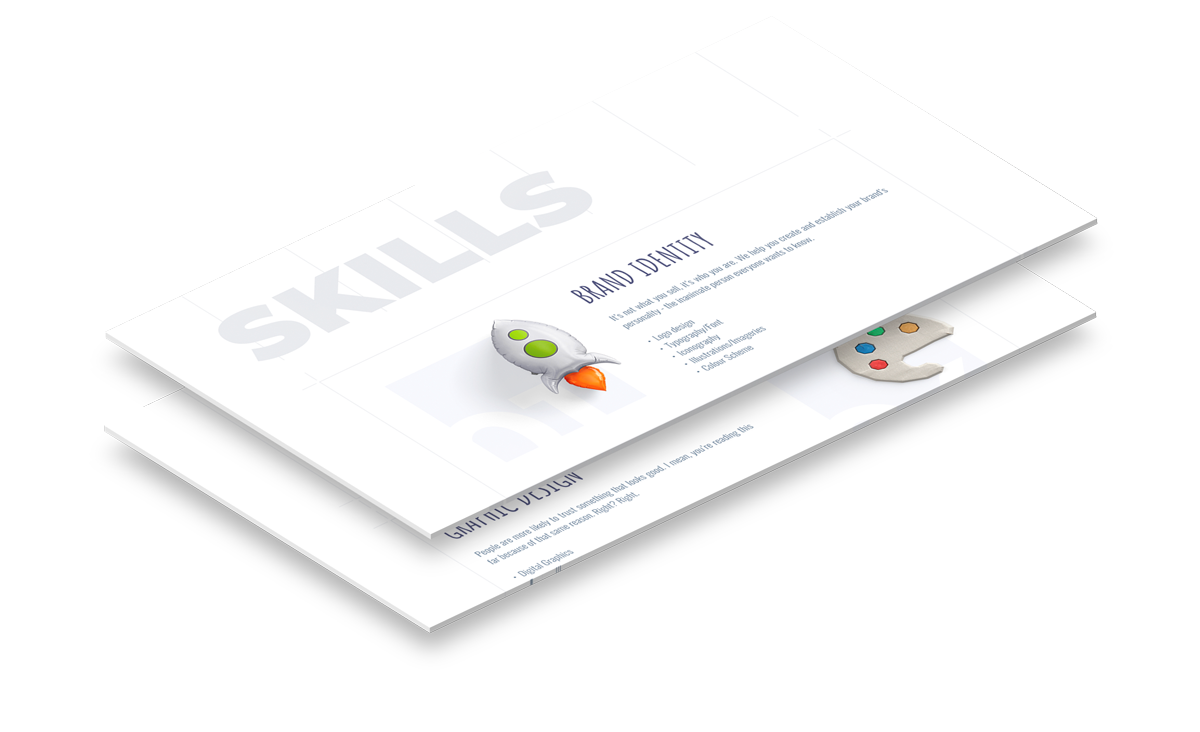 SKILLS
BRAND IDENTITY
It's not what you sell, it's who you are. We help you create and establish your brand's
personality - the inanimate person everyone wants to know.
• Logo design
• Typography/Font
• Iconography
• Illustrations/Imageries
• Colour Scheme
GRAPHIC DESIGN
People are more likely to trust something that looks good. I mean, you're reading this
far because of that same reason. Right? Right.
• Digital Graphics